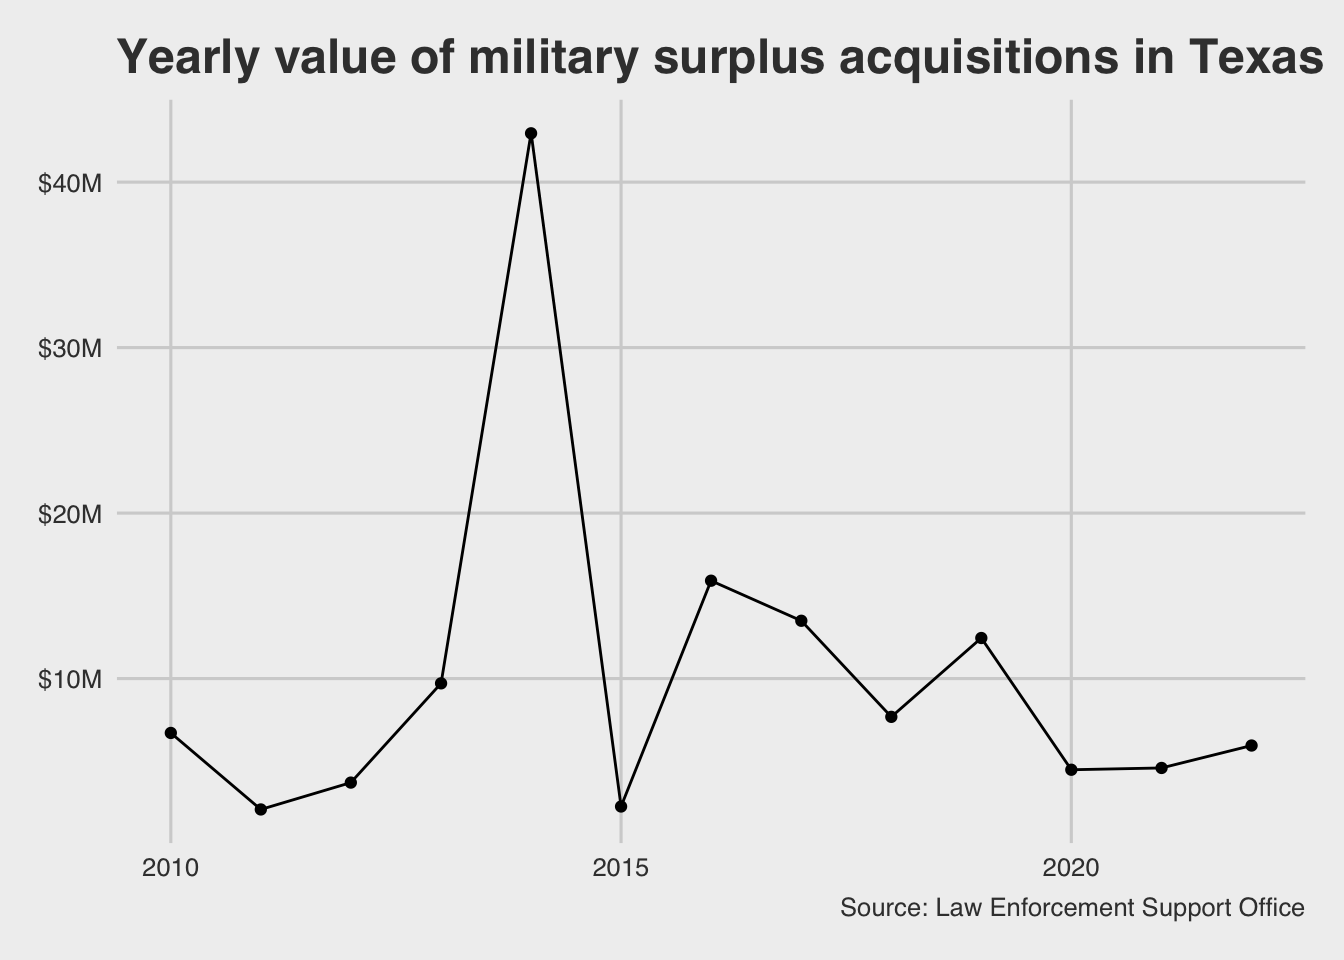 Yearly value of military surplus acquisitions in Texas
$40M
$30M
$20M
$10M
2010 2015 2020
Source: Law Enforcement Support Office